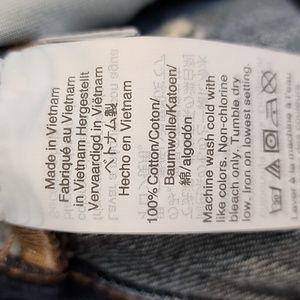 Made in Vietnam
Fabriqué au Vietnam
in Vietnam Hergestellt
Vervaardigd in Vietnam
ベトナム製
Hecho en Vietnam
100% Cotton/Coton/
Baumwolle/Katoen/
綿/algodón
Machine wash cold with
like colors. Non-chlorine
bleach only. Tumble dry
low. Iron on lowest setting.